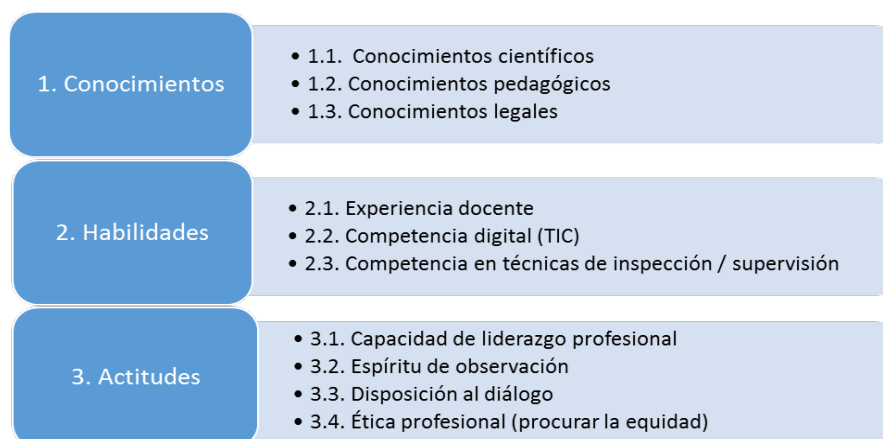 1. Conocimientos
• 1.1.  Conocimientos científicos
• 1.2. Conocimientos pedagógicos
• 1.3. Conocimientos legales
2. Habilidades
• 2.1. Experiencia docente
• 2.2. Competencia digital (TIC)
• 2.3. Competencia en técnicas de inspección / supervisión
3. Actitudes
• 3.1. Capacidad de liderazgo profesional
• 3.2. Espíritu de observación
• 3.3. Disposición al diálogo
• 3.4. Ética profesional (procurar la equidad)